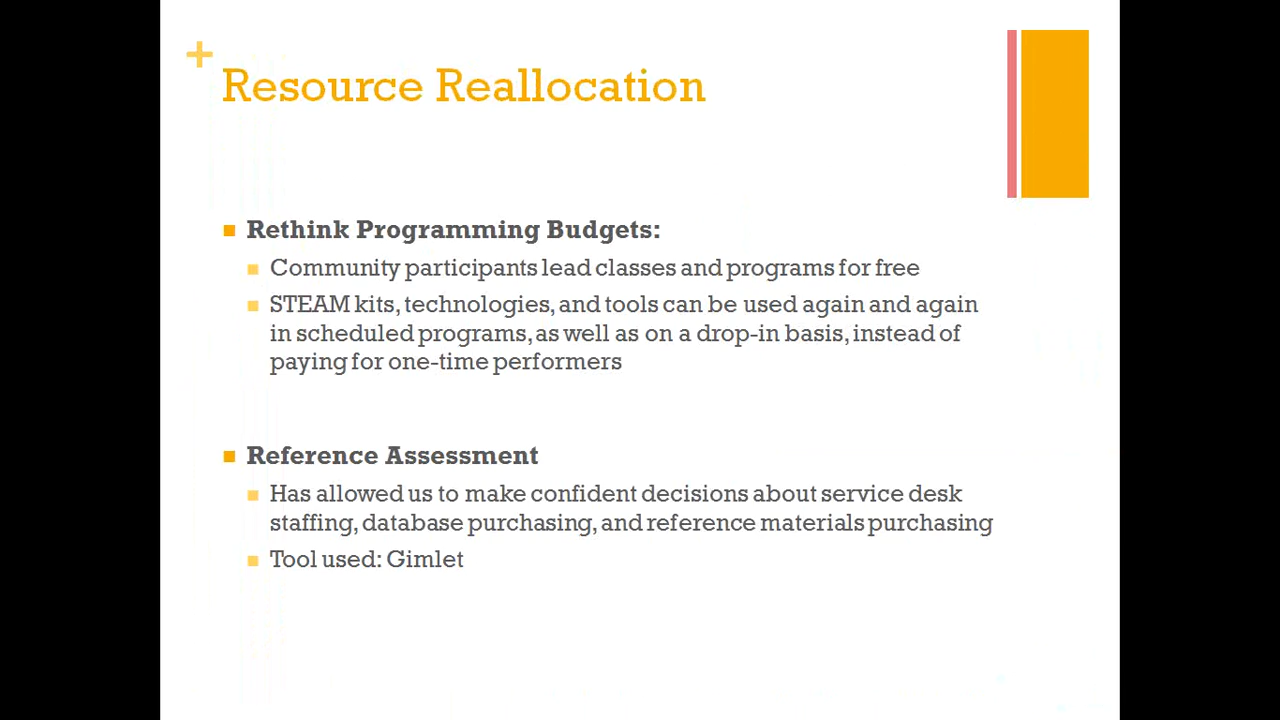 +
Resource Reallocation
Rethink Programming Budgets:
Community participants lead classes and programs for free
STEAM kits, technologies, and tools can be used again and again
in scheduled programs, as well as on a drop-in basis, instead of
paying for one-time performers
Reference Assessment
Has allowed us to make confident decisions about service desk
staffing, database purchasing, and reference materials purchasing
Tool used: Gimlet